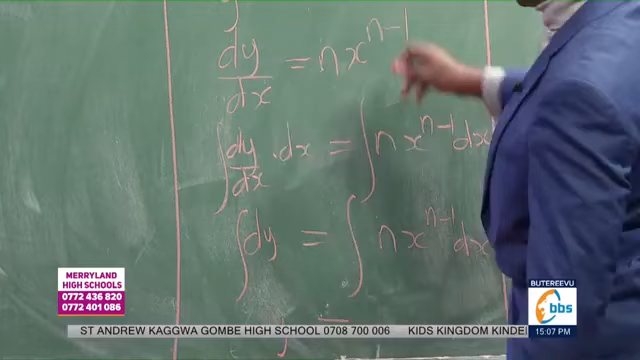 dy/dx = nx^{n-1}
∫ dy/dx · dx = ∫ nx^{n-1} dx
∫ dy = ∫ nx^{n-1} dx
MERRYLAND
HIGH SCHOOLS
0772 436 820
0772 401 086
BUTEREEVU
bbs
15:07 PM
ST ANDREW KAGGWA GOMBE HIGH SCHOOL 0708 700 006 KIDS KINGDOM